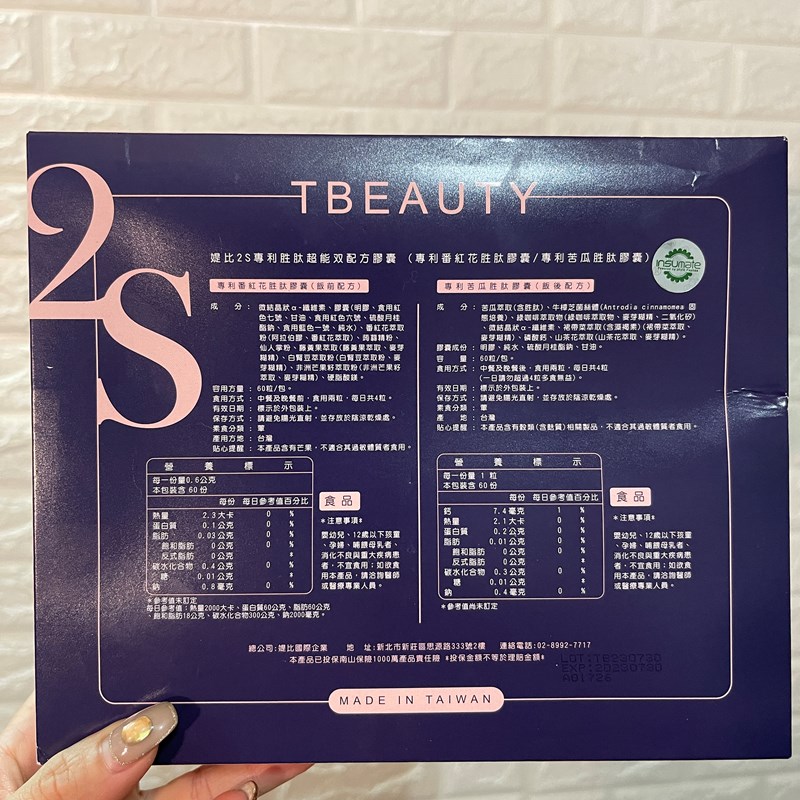 2S
TBEAUTY
媞比2S專利胜肽超能双配方膠囊 (專利番紅花胜肽膠囊/專利苦瓜胜肽膠囊)
insumate
專利番紅花胜肽膠囊(飯前配方)
成 分 : 微結晶狀α-纖維素、膠囊(明膠、食用紅
色七號、甘油、食用紅色六號、硫酸月桂
酯鈉、食用藍色一號、純水)、番紅花萃取
粉(阿拉伯膠、番紅花萃取)、蒟蒻精粉、
仙人掌粉、藤黃果萃取(藤黃果萃取、麥芽
糊精)、白腎豆萃取粉(白腎豆萃取粉、麥
芽糊精)、非洲芒果籽萃取粉(非洲芒果籽
萃取、麥芽糊精)、硬脂酸鎂。
容用方量 : 60粒/包。
食用方式 : 中餐及晚餐前,食用兩粒,每日共4粒。
有效日期 : 標示於外包裝上。
保存方式 : 請避免陽光直射,並存放於陰涼乾燥處。
素食分類 : 葷
產用方地 : 台灣
貼心提醒 : 本產品含有芒果,不適合其過敏體質者食用。
營 養 標 示
每一份量0.6公克
本包裝含60份
每份 每日參考值百分比
熱量 2.3大卡 0 %
蛋白質 0.1公克 0 %
脂肪 0.03公克 0 %
飽和脂肪 0公克 0 %
反式脂肪 0公克 *
碳水化合物 0.4公克 0 %
糖 0.01公克 *
鈉 0.8毫克 0 %
*參考值未訂定
每日參考值:熱量2000大卡、蛋白質60公克、脂肪60公克
、飽和脂肪18公克、碳水化合物300公克、鈉2000毫克。
食品
*注意事項*
嬰幼兒、12歲以下孩童
、孕婦、哺餵母乳者、
消化不良與重大疾病患
者,不宜食用;如欲食
用本產品,請洽詢醫師
或醫療專業人員。
專利苦瓜胜肽膠囊(飯後配方)
成 分 : 苦瓜萃取(含胜肽)、牛樟芝菌絲體(Antrodia cinnamomea 固
態培養)、綠咖啡萃取物(綠咖啡萃取物、麥芽糊精、二氧化矽)
、微結晶狀α-纖維素、裙帶菜萃取(含藻褐素)(裙帶菜萃取、
麥芽糊精)、磷酸鈣、山茶花萃取(山茶花萃取、麥芽糊精)。
膠囊成份 : 明膠、純水、硫酸月桂酯鈉、甘油。
容 量 : 60粒/包。
食用方式 : 中餐及晚餐後,食用兩粒,每日共4粒
(一日請勿超過4粒多食無益)。
有效日期 : 標示於外包裝上。
保存方式 : 請避免陽光直射,並存放於陰涼乾燥處。
素食分類 : 葷
產 地 : 台灣
貼心提醒 : 本產品含有穀類(含麩質)相關製品,不適合其過敏體質者食用。
營 養 標 示
每一份量 1 粒
本包裝含60份
每份 每日參考值百分比
鈣 7.4毫克 1 %
熱量 2.1大卡 0 %
蛋白質 0.2公克 0 %
脂肪 0.01公克 0 %
飽和脂肪 0公克 0 %
反式脂肪 0公克 *
碳水化合物 0.3公克 0 %
糖 0.01公克 *
鈉 0.4毫克 0 %
*參考值尚未訂定
食品
*注意事項*
嬰幼兒、12歲以下孩童
、孕婦、哺餵母乳者、
消化不良與重大疾病患
者,不宜食用;如欲食
用本產品,請洽詢醫師
或醫療專業人員。
總公司:媞比國際企業 地 址:新北市新莊區思源路333號2樓 連絡電話:02-8992-7717
*本產品已投保南山保險1000萬產品責任險 *投保金額不等於理賠金額*
A01726
MADE IN TAIWAN